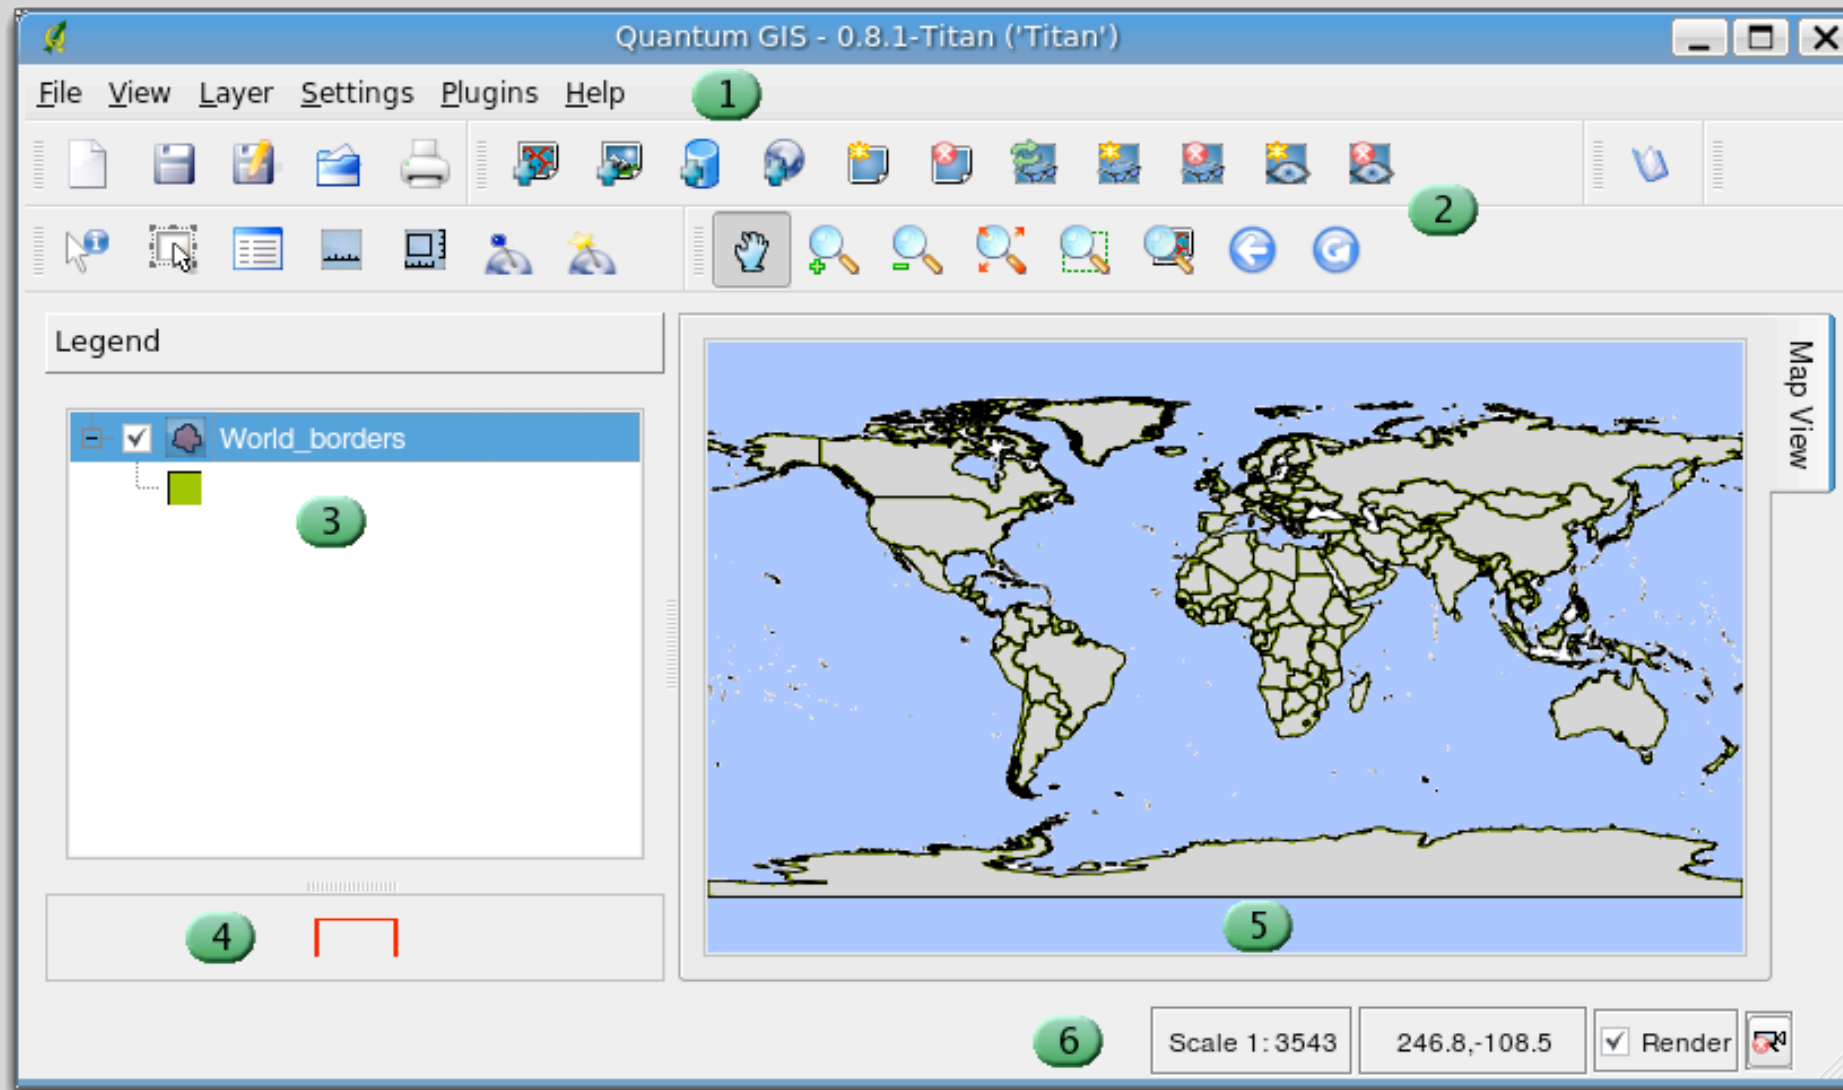 Quantum GIS - 0.8.1-Titan ('Titan')
File View Layer Settings Plugins Help 1
2
Legend
Map View
World_borders
3
4
5
6 Scale 1: 3543 246.8,-108.5 Render